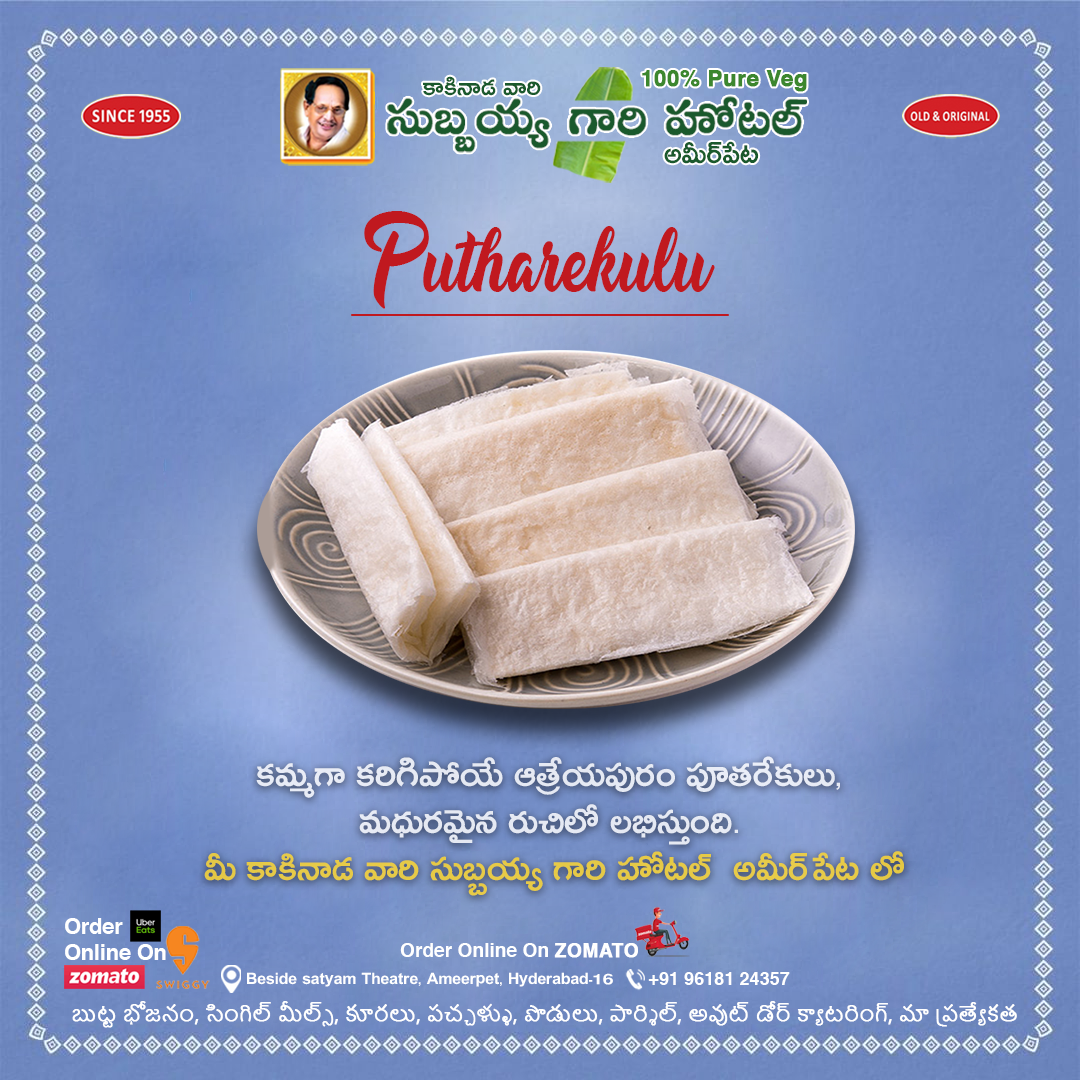 SINCE 1955
కాకినాడ వారి
100% Pure Veg
సుబ్బయ్య గారి హోటల్
అమీర్‌పేట
OLD & ORIGINAL
Putharekulu
కమ్మగా కరిగిపోయే ఆత్రేయపురం పూతరేకులు,
మధురమైన రుచిలో లభిస్తుంది.
మీ కాకినాడ వారి సుబ్బయ్య గారి హోటల్ అమీర్‌పేట లో
Order
Uber
Eats
Online On
zomato
SWIGGY
Order Online On ZOMATO
Beside satyam Theatre, Ameerpet, Hyderabad-16
+91 96181 24357
బుట్ట భోజనం, సింగిల్ మీల్స్, కూరలు, పచ్చళ్ళు, పొడులు, పార్శిల్, అవుట్ డోర్ క్యాటరింగ్, మా ప్రత్యేకత